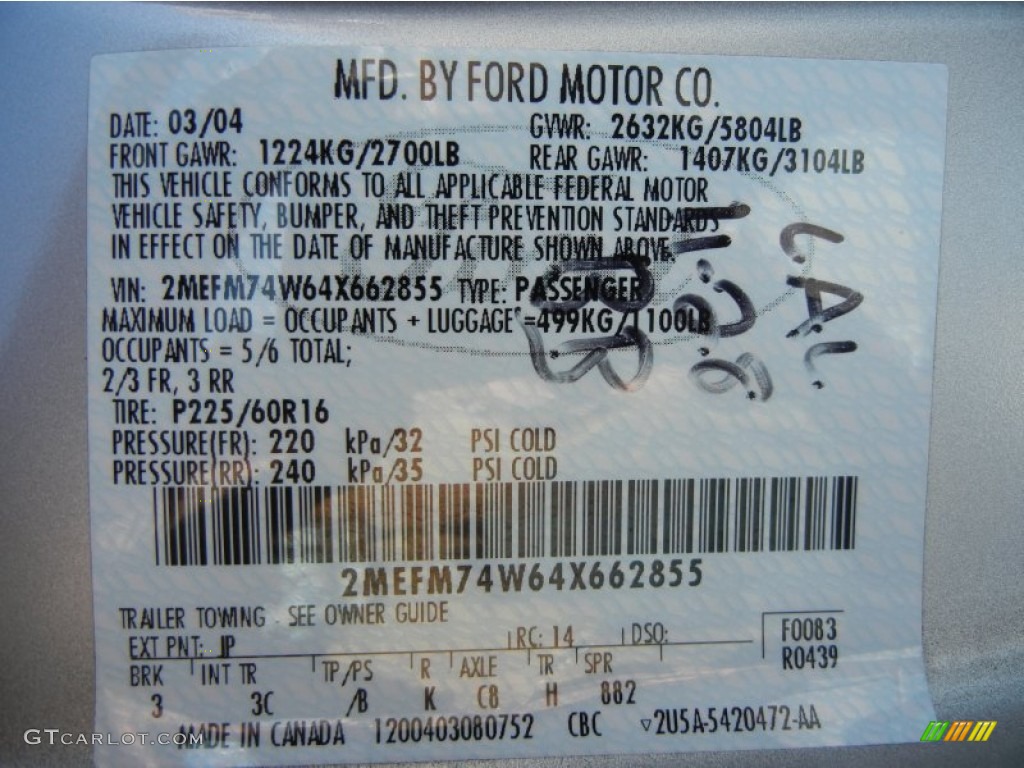 MFD. BY FORD MOTOR CO.
DATE: 03/04 GVWR: 2632KG/5804LB
FRONT GAWR: 1224KG/2700LB REAR GAWR: 1407KG/3104LB
THIS VEHICLE CONFORMS TO ALL APPLICABLE FEDERAL MOTOR
VEHICLE SAFETY, BUMPER, AND THEFT PREVENTION STANDARDS
IN EFFECT ON THE DATE OF MANUFACTURE SHOWN ABOVE.
VIN: 2MEFM74W64X662855 TYPE: PASSENGER
MAXIMUM LOAD = OCCUPANTS + LUGGAGE =499KG/1100LB
OCCUPANTS = 5/6 TOTAL;
2/3 FR, 3 RR
TIRE: P225/60R16
PRESSURE(FR): 220 kPa/32 PSI COLD
PRESSURE(RR): 240 kPa/35 PSI COLD
2MEFM74W64X662855
TRAILER TOWING - SEE OWNER GUIDE
EXT PNT: JP RC: 14 DSO: F0083
R0439
BRK INT TR TP/PS R AXLE TR SPR
3 3C /B K C8 H 882
MADE IN CANADA 1200403080752 CBC ▽2U5A-5420472-AA
GTCARLOT.COM